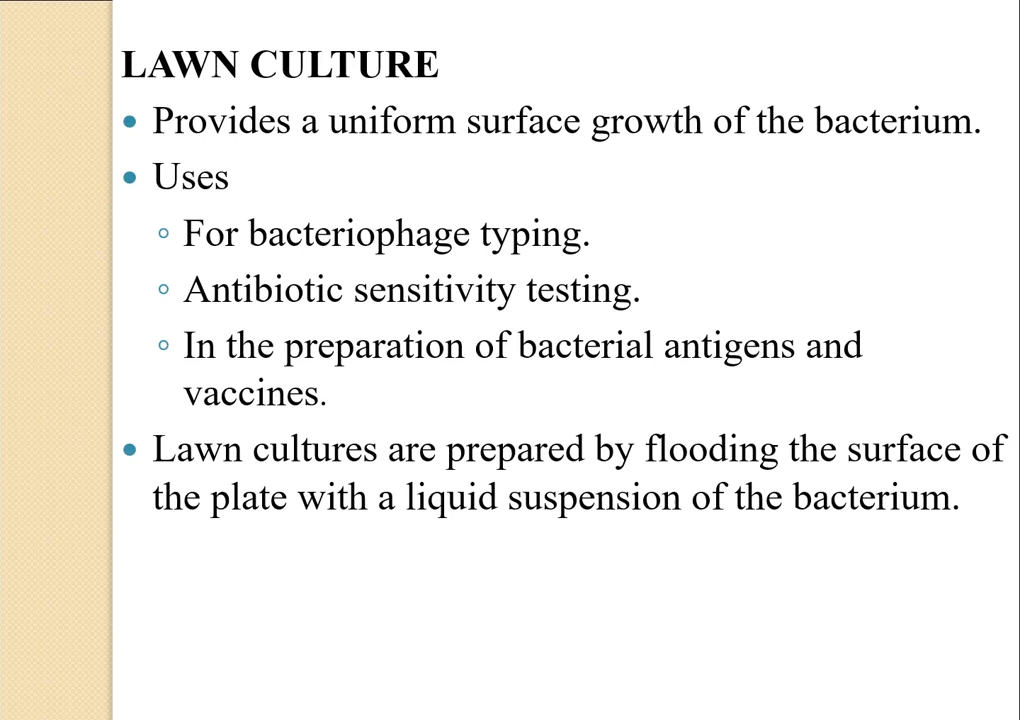 LAWN CULTURE
• Provides a uniform surface growth of the bacterium.
• Uses
◦ For bacteriophage typing.
◦ Antibiotic sensitivity testing.
◦ In the preparation of bacterial antigens and
vaccines.
• Lawn cultures are prepared by flooding the surface of
the plate with a liquid suspension of the bacterium.